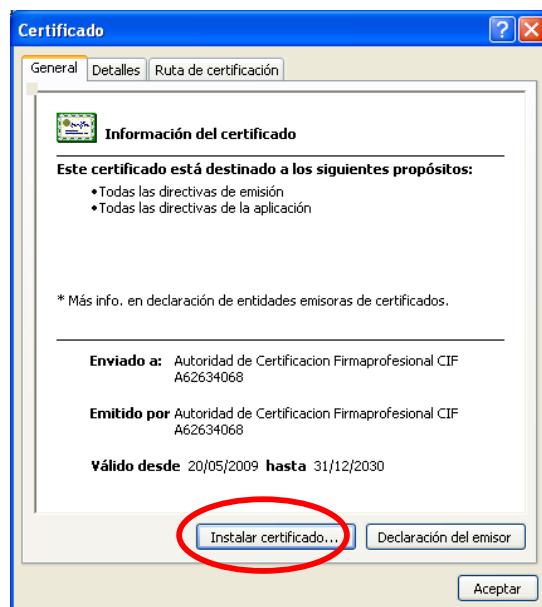 Certificado
General Detalles Ruta de certificación
Información del certificado
Este certificado está destinado a los siguientes propósitos:
•Todas las directivas de emisión
•Todas las directivas de la aplicación
* Más info. en declaración de entidades emisoras de certificados.
Enviado a: Autoridad de Certificacion Firmaprofesional CIF
A62634068
Emitido por Autoridad de Certificacion Firmaprofesional CIF
A62634068
Válido desde 20/05/2009 hasta 31/12/2030
Instalar certificado... Declaración del emisor
Aceptar